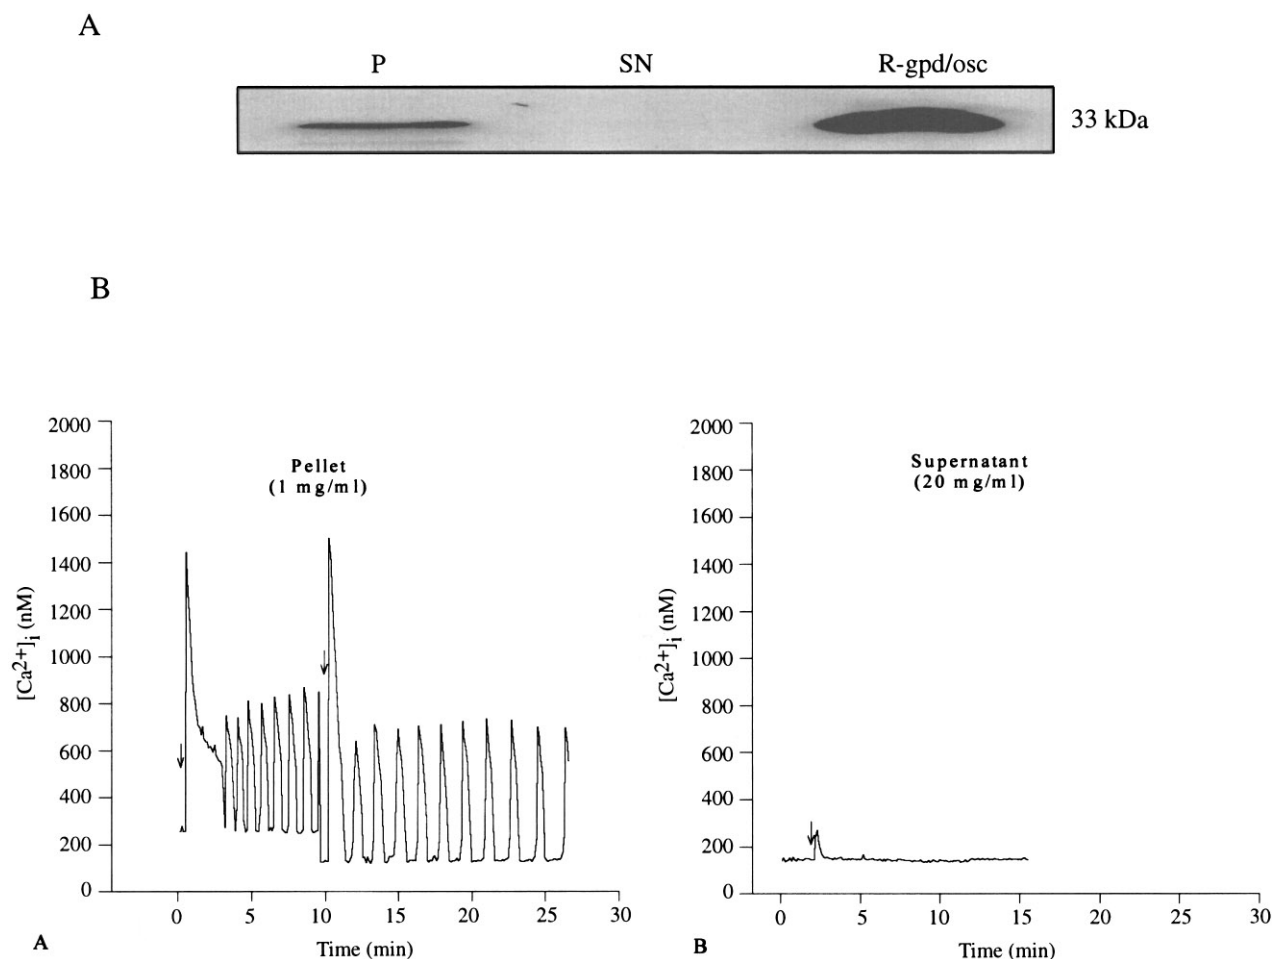 A
P SN R-gpd/osc
33 kDa
B
2000
1800
1600
1400
1200
1000
800
600
400
200
0
[Ca2+]i (nM)
Pellet
(1 mg/ml)
0 5 10 15 20 25 30
Time (min)
A
2000
1800
1600
1400
1200
1000
800
600
400
200
0
[Ca2+]i (nM)
Supernatant
(20 mg/ml)
0 5 10 15 20 25 30
Time (min)
B